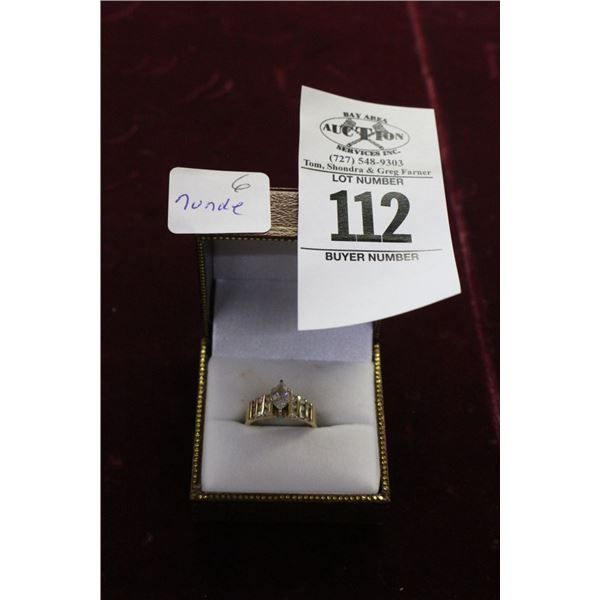 6
nunde
BAY AREA
AUCTION
SERVICES INC.
(727) 548-9303
Tom, Shondra & Greg Farner
LOT NUMBER
112
BUYER NUMBER